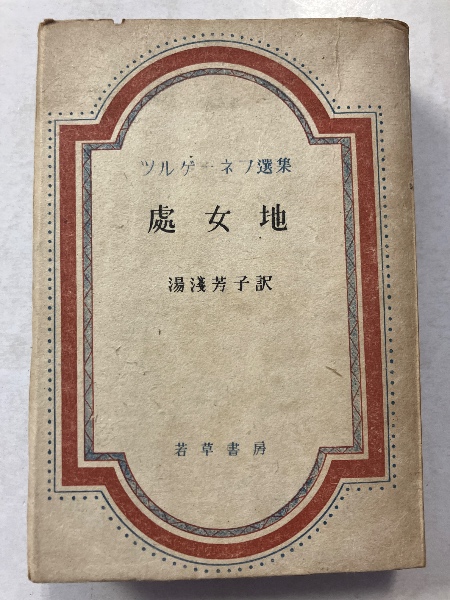 ツルゲーネフ選集
處女地
湯淺芳子訳
若草書房